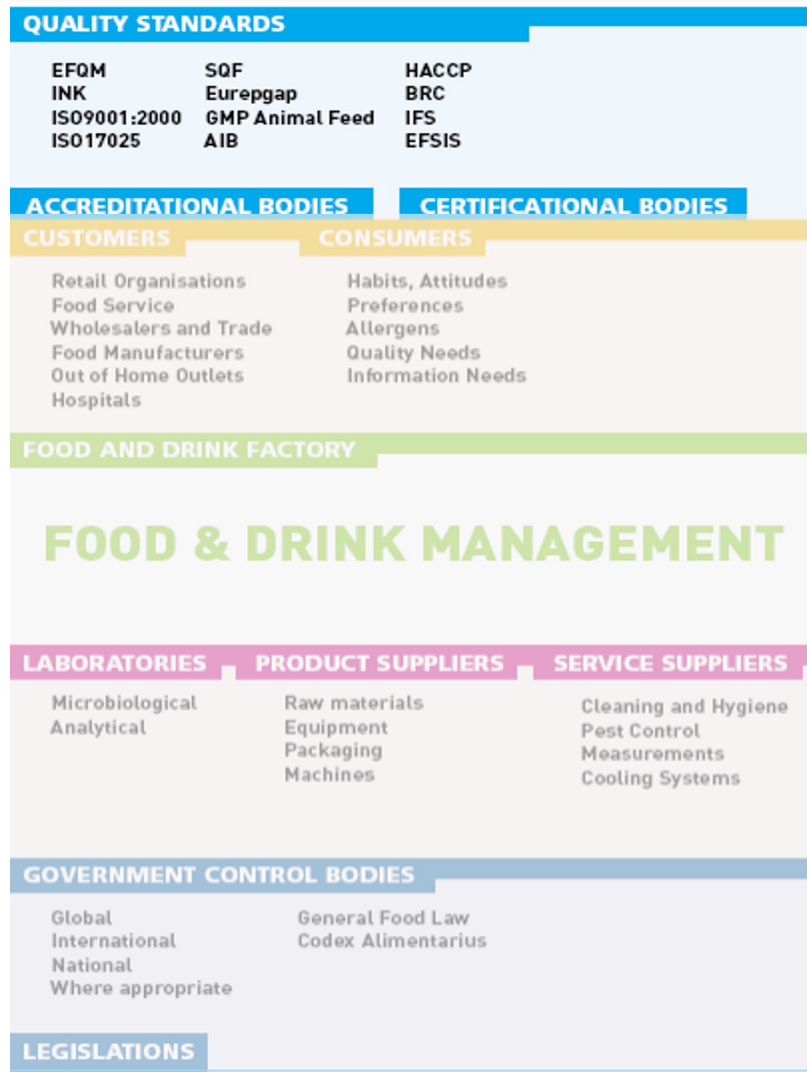 QUALITY STANDARDS
EFQM SQF HACCP
INK Eurepgap BRC
ISO9001:2000 GMP Animal Feed IFS
ISO17025 AIB EFSIS
ACCREDITATIONAL BODIES CERTIFICATIONAL BODIES
CUSTOMERS CONSUMERS
Retail Organisations Habits, Attitudes
Food Service Preferences
Wholesalers and Trade Allergens
Food Manufacturers Quality Needs
Out of Home Outlets Information Needs
Hospitals
FOOD AND DRINK FACTORY
FOOD & DRINK MANAGEMENT
LABORATORIES PRODUCT SUPPLIERS SERVICE SUPPLIERS
Microbiological Raw materials Cleaning and Hygiene
Analytical Equipment Pest Control
Packaging Measurements
Machines Cooling Systems
GOVERNMENT CONTROL BODIES
Global General Food Law
International Codex Alimentarius
National
Where appropriate
LEGISLATIONS